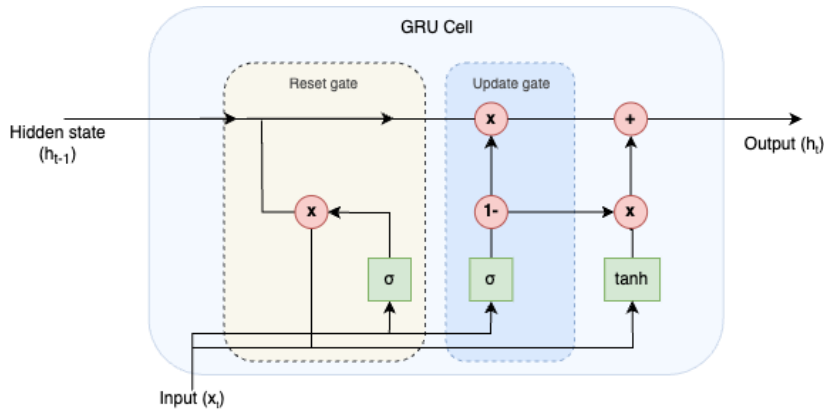 GRU Cell
Reset gate
Update gate
Hidden state
(hₜ₋₁)
x
+
Output (hₜ)
x
1-
x
σ
σ
tanh
Input (xₜ)